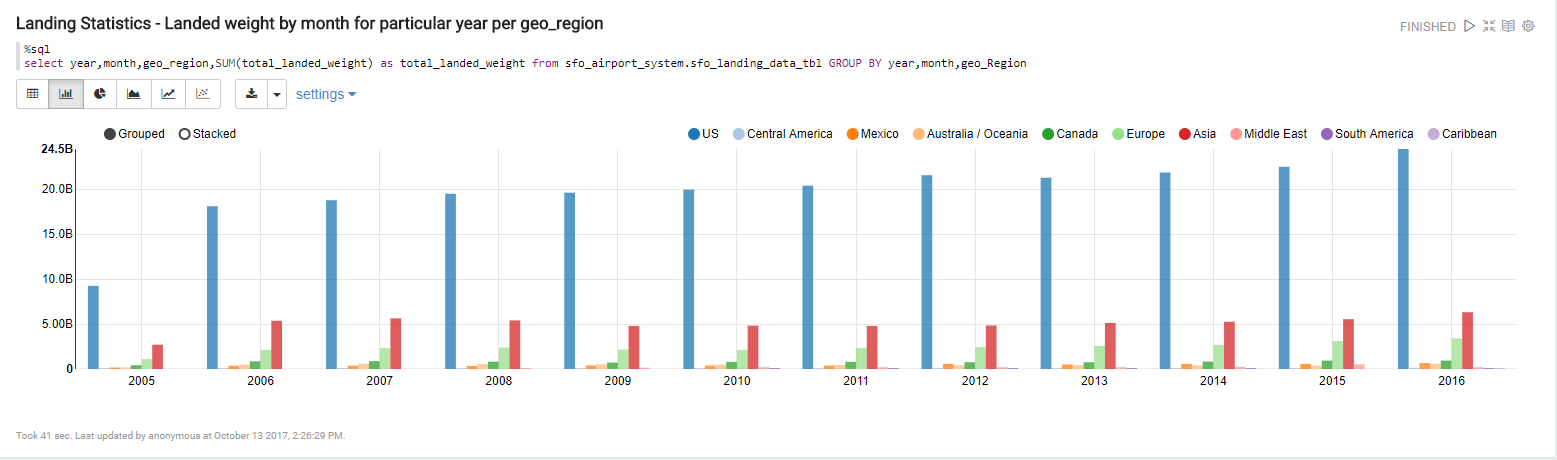 Landing Statistics - Landed weight by month for particular year per geo_region
FINISHED
%sql
select year,month,geo_region,SUM(total_landed_weight) as total_landed_weight from sfo_airport_system.sfo_landing_data_tbl GROUP BY year,month,geo_Region
settings
Grouped Stacked
US Central America Mexico Australia / Oceania Canada Europe Asia Middle East South America Caribbean
24.5B
20.0B
15.0B
10.0B
5.00B
0
2005 2006 2007 2008 2009 2010 2011 2012 2013 2014 2015 2016
Took 41 sec. Last updated by anonymous at October 13 2017, 2:26:29 PM.